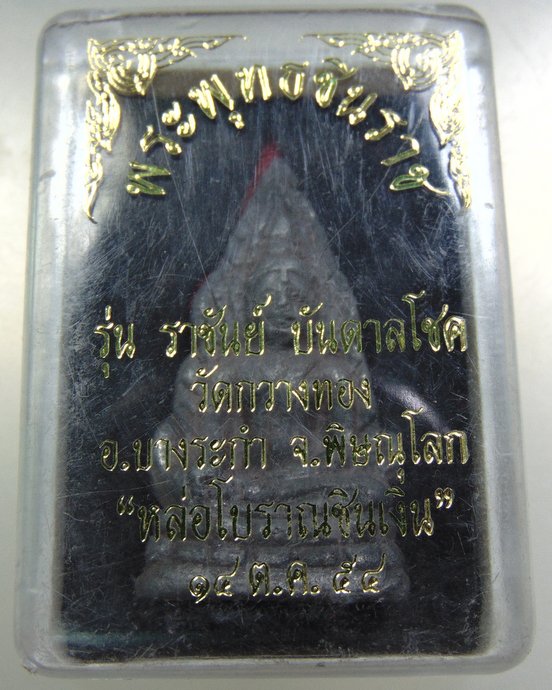 พระพุทธชินราช
รุ่น ราชันย์ บันดาลโชค
วัดกวางทอง
อ.บางระกำ จ.พิษณุโลก
“หล่อโบราณชินเงิน”
๑๔ ต.ค. ๕๔